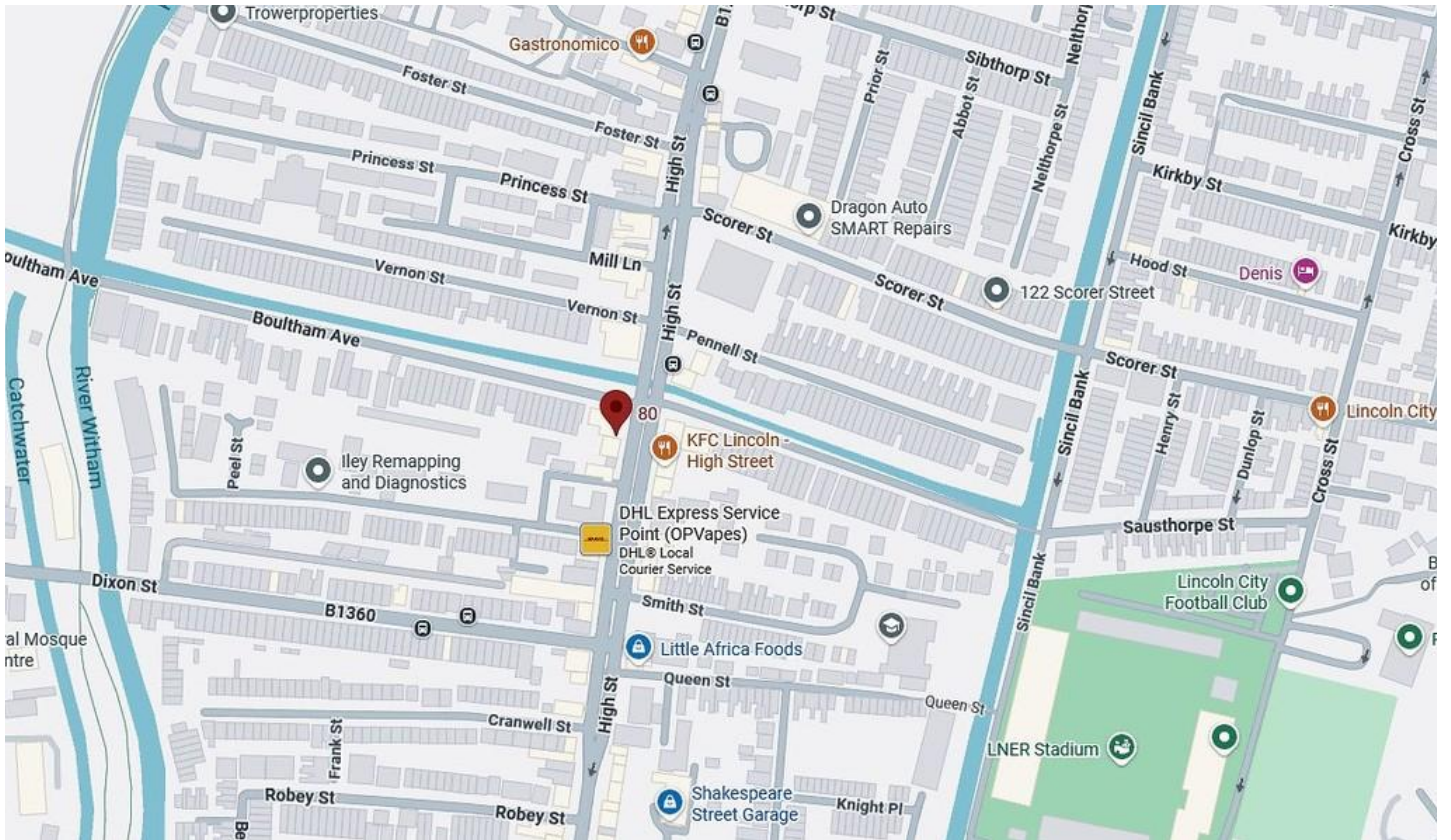 Trowerproperties
Gastronomico
B1
rp St
Sibthorp St
Nelthorp
Foster St
Foster St
Prior St
Abbot St
Nelthorpe St
Sincil Bank
Cross St
Princess St
Princess St
High St
Kirkby St
Kirkby
Dragon Auto
SMART Repairs
Scorer St
Mill Ln
Vernon St
Vernon St
High St
Scorer St
122 Scorer Street
Hood St
Denis
oultham Ave
Boultham Ave
Pennell St
Scorer St
Lincoln City
Catchwater
River Witham
80
KFC Lincoln -
High Street
Sincil Bank
Henry St
Dunlop St
Cross St
Peel St
Iley Remapping
and Diagnostics
DHL Express Service
Point (OPVapes)
DHL® Local
Courier Service
Sausthorpe St
Dixon St
B1360
Smith St
Sincil Bank
Lincoln City
Football Club
B
of
al Mosque
ntre
Little Africa Foods
Queen St
Queen St
High St
Cranwell St
Frank St
LNER Stadium
Robey St
Robey St
Be
Shakespeare
Street Garage
Knight Pl